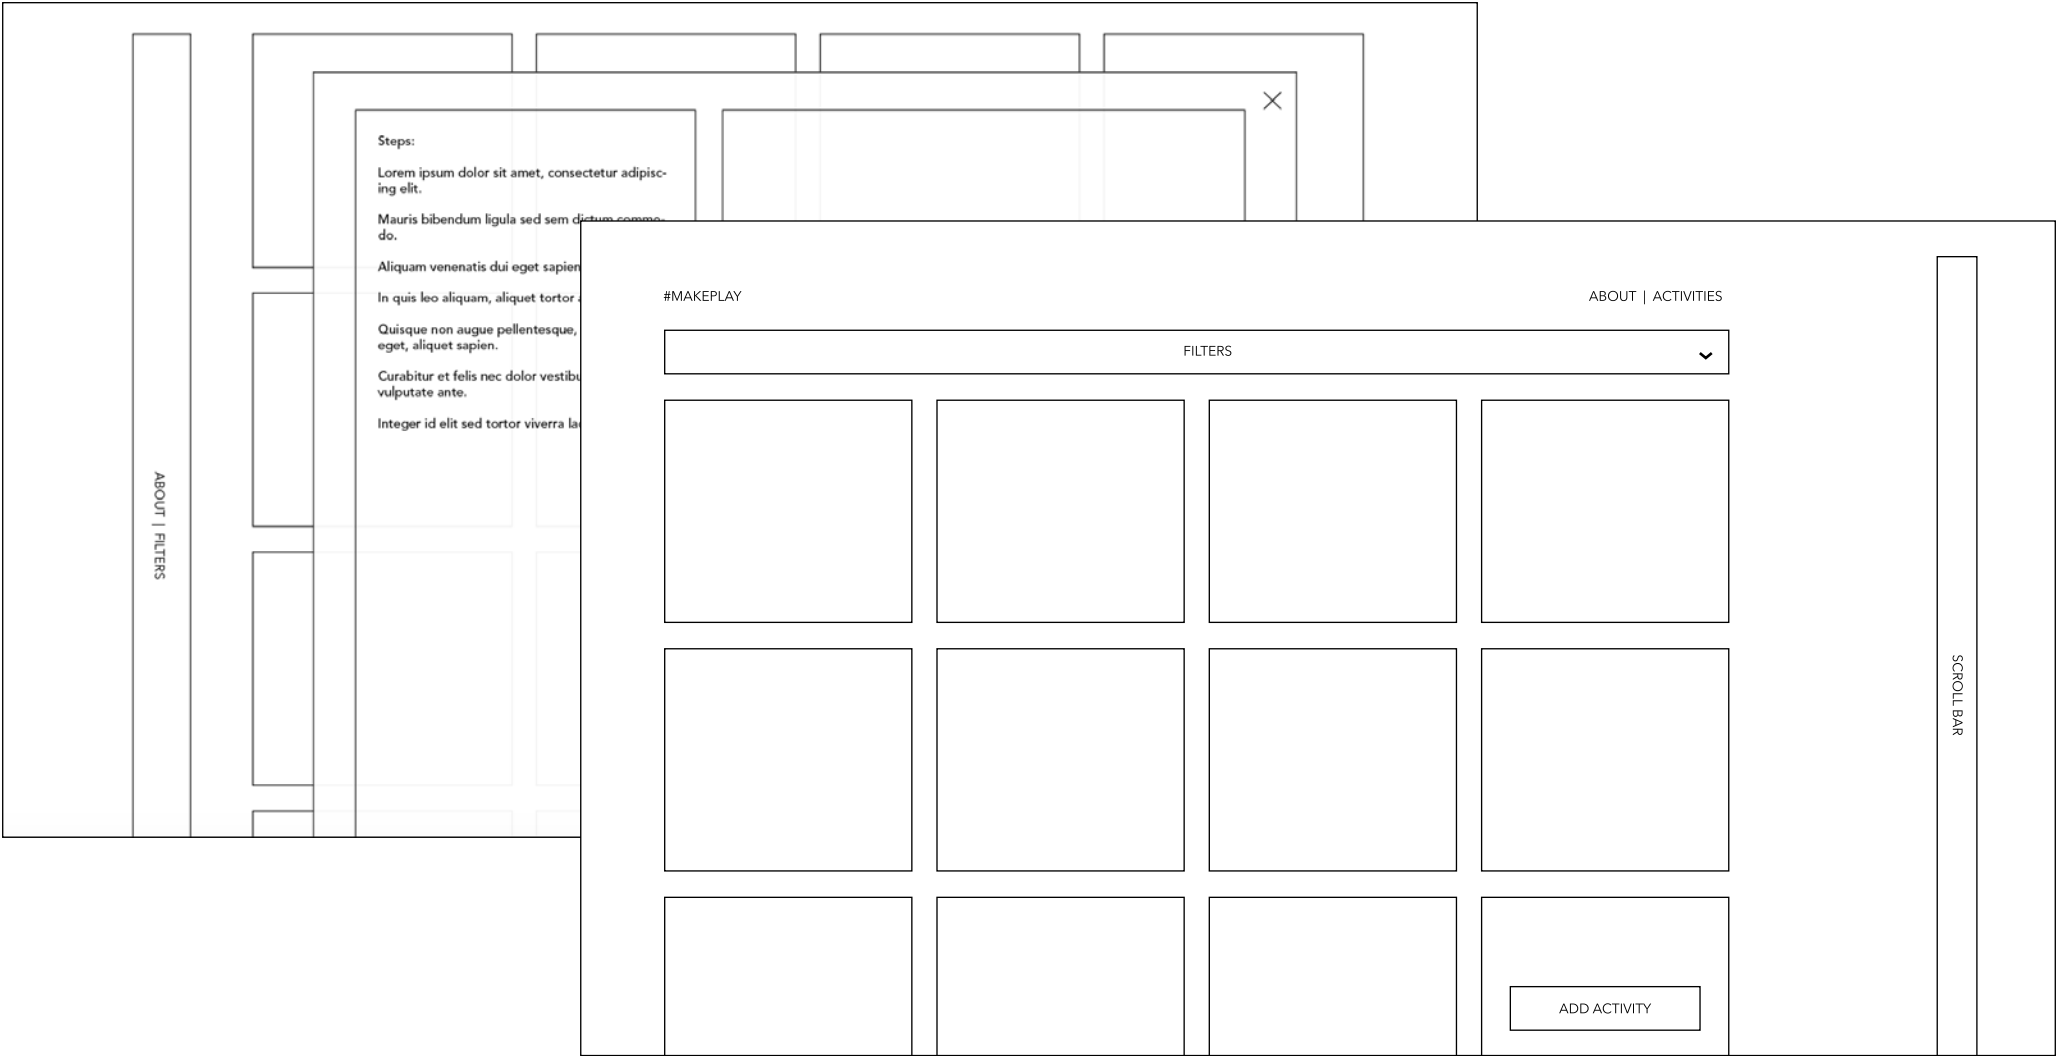 Steps:
Lorem ipsum dolor sit amet, consectetur adipisc-
ing elit.
Mauris bibendum ligula sed sem dictum commo-
do.
Aliquam venenatis dui eget sapien
In quis leo aliquam, aliquet tortor
Quisque non augue pellentesque,
eget, aliquet sapien.
Curabitur et felis nec dolor
vulputate ante.
Integer id elit sed tortor viverra
ABOUT | FILTERS
#MAKEPLAY
ABOUT | ACTIVITIES
FILTERS
SCROLL BAR
ADD ACTIVITY